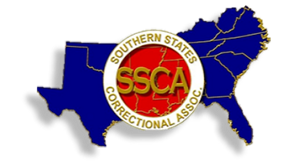 SOUTHERN STATES
SSCA
CORRECTIONAL ASSOC.